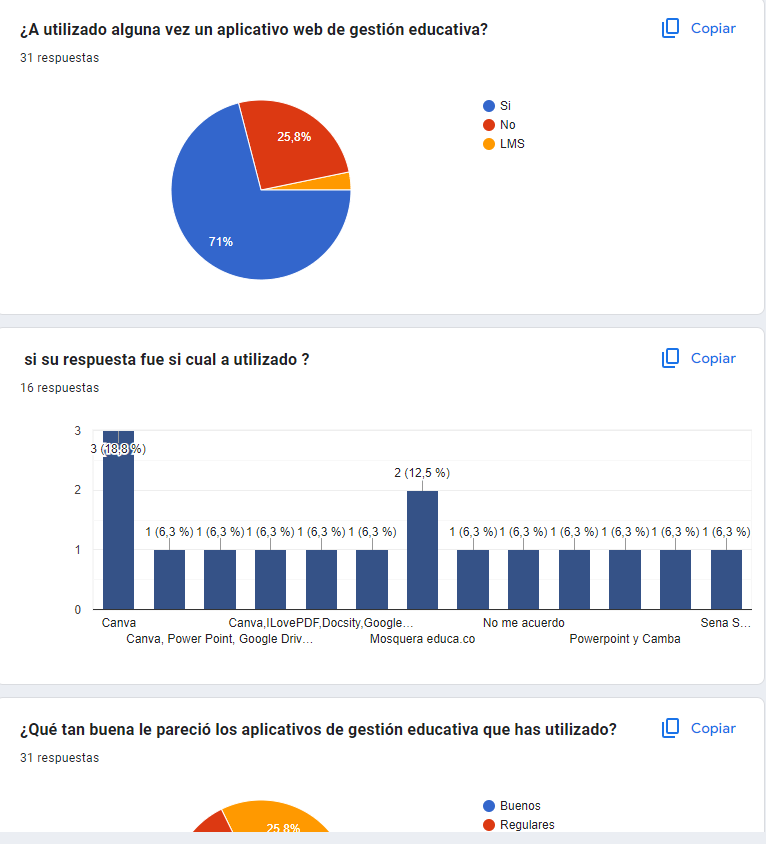 ¿A utilizado alguna vez un aplicativo web de gestión educativa?
Copiar
31 respuestas
Si
No
LMS
25,8%
71%
si su respuesta fue si cual a utilizado ?
Copiar
16 respuestas
3
2
1
0
3 (18,8 %)
1 (6,3 %)
1 (6,3 %)
1 (6,3 %)
1 (6,3 %)
1 (6,3 %)
2 (12,5 %)
1 (6,3 %)
1 (6,3 %)
1 (6,3 %)
1 (6,3 %)
1 (6,3 %)
1 (6,3 %)
Canva
Canva,ILovePDF,Docsity,Google…
No me acuerdo
Sena S…
Canva, Power Point, Google Driv…
Mosquera educa.co
Powerpoint y Camba
¿Qué tan buena le pareció los aplicativos de gestión educativa que has utilizado?
Copiar
31 respuestas
Buenos
Regulares
25,8%